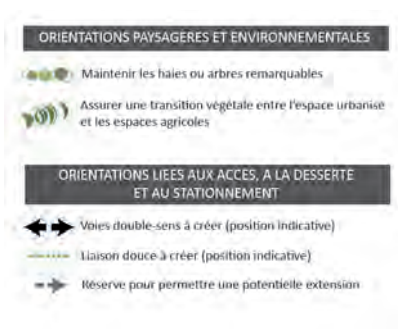 ORIENTATIONS PAYSAGERES ET ENVIRONNEMENTALES
Maintenir les haies ou arbres remarquables
Assurer une transition végétale entre l'espace urbanisé
et les espaces agricoles
ORIENTATIONS LIEES AUX ACCES, A LA DESSERTE
ET AU STATIONNEMENT
Voies double-sens à créer (position indicative)
Liaison douce à créer (position indicative)
Réserve pour permettre une potentielle extension